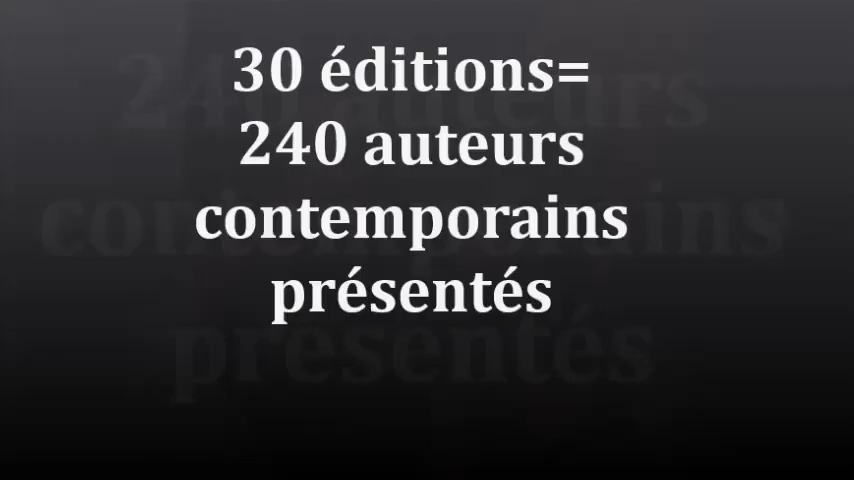 30 éditions=
240 auteurs
contemporains
présentés